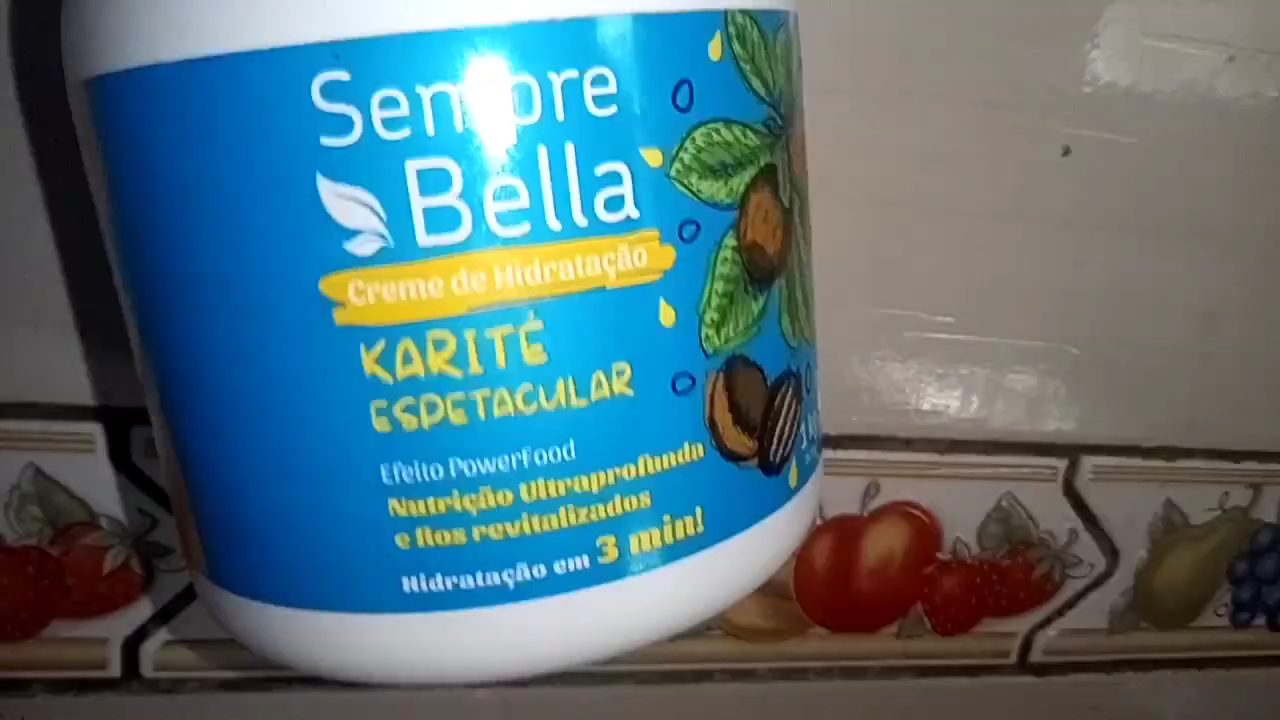 Sempre
Bella
Creme de Hidratação
KARITÉ
ESPETACULAR
Efeito PowerFood
Nutrição Ultraprofunda
e fios revitalizados
Hidratação em 3 min!